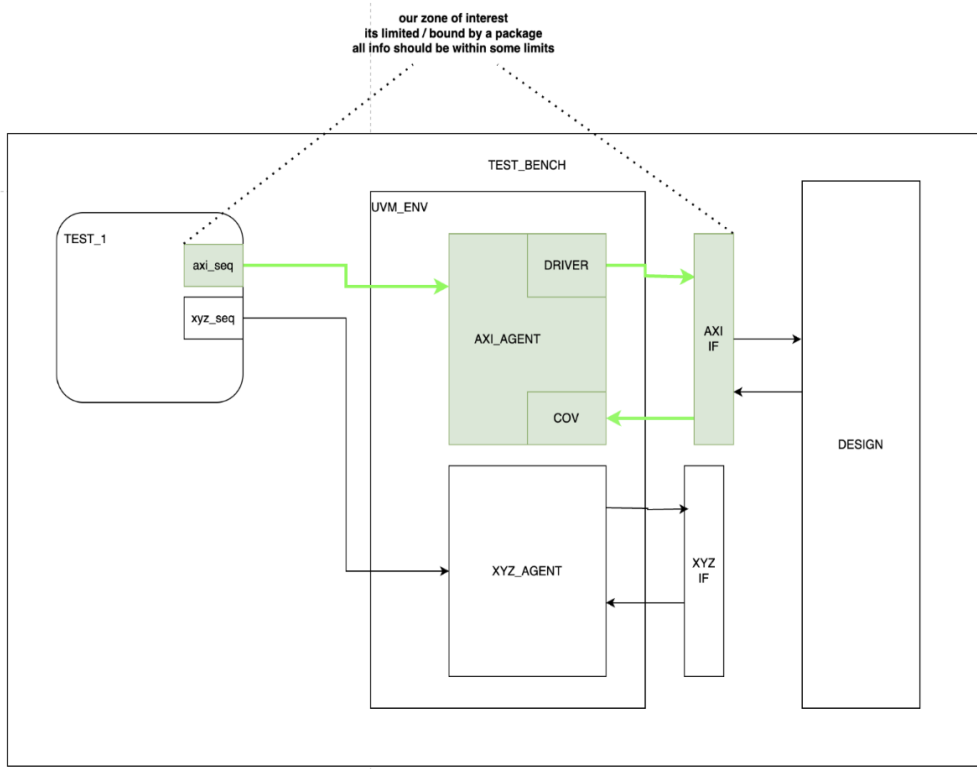 our zone of interest
its limited / bound by a package
all info should be within some limits
TEST_BENCH
UVM_ENV
TEST_1
axi_seq
xyz_seq
DRIVER
AXI_AGENT
COV
AXI
IF
DESIGN
XYZ_AGENT
XYZ
IF